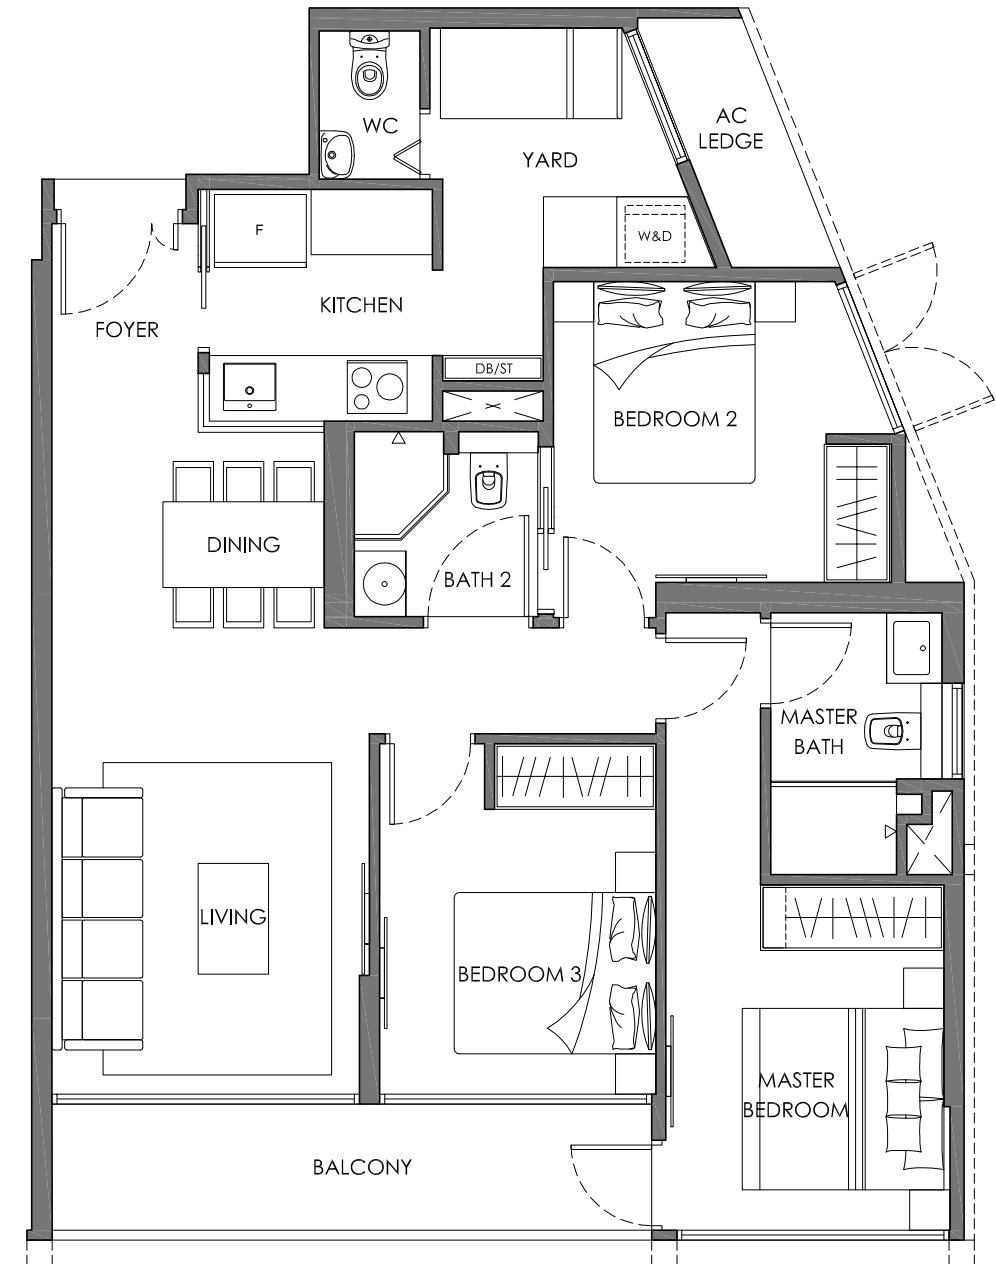 WC
AC
LEDGE
YARD
F
W&D
KITCHEN
FOYER
DB/ST
BEDROOM 2
DINING
BATH 2
MASTER
BATH
LIVING
BEDROOM 3
MASTER
BEDROOM
BALCONY